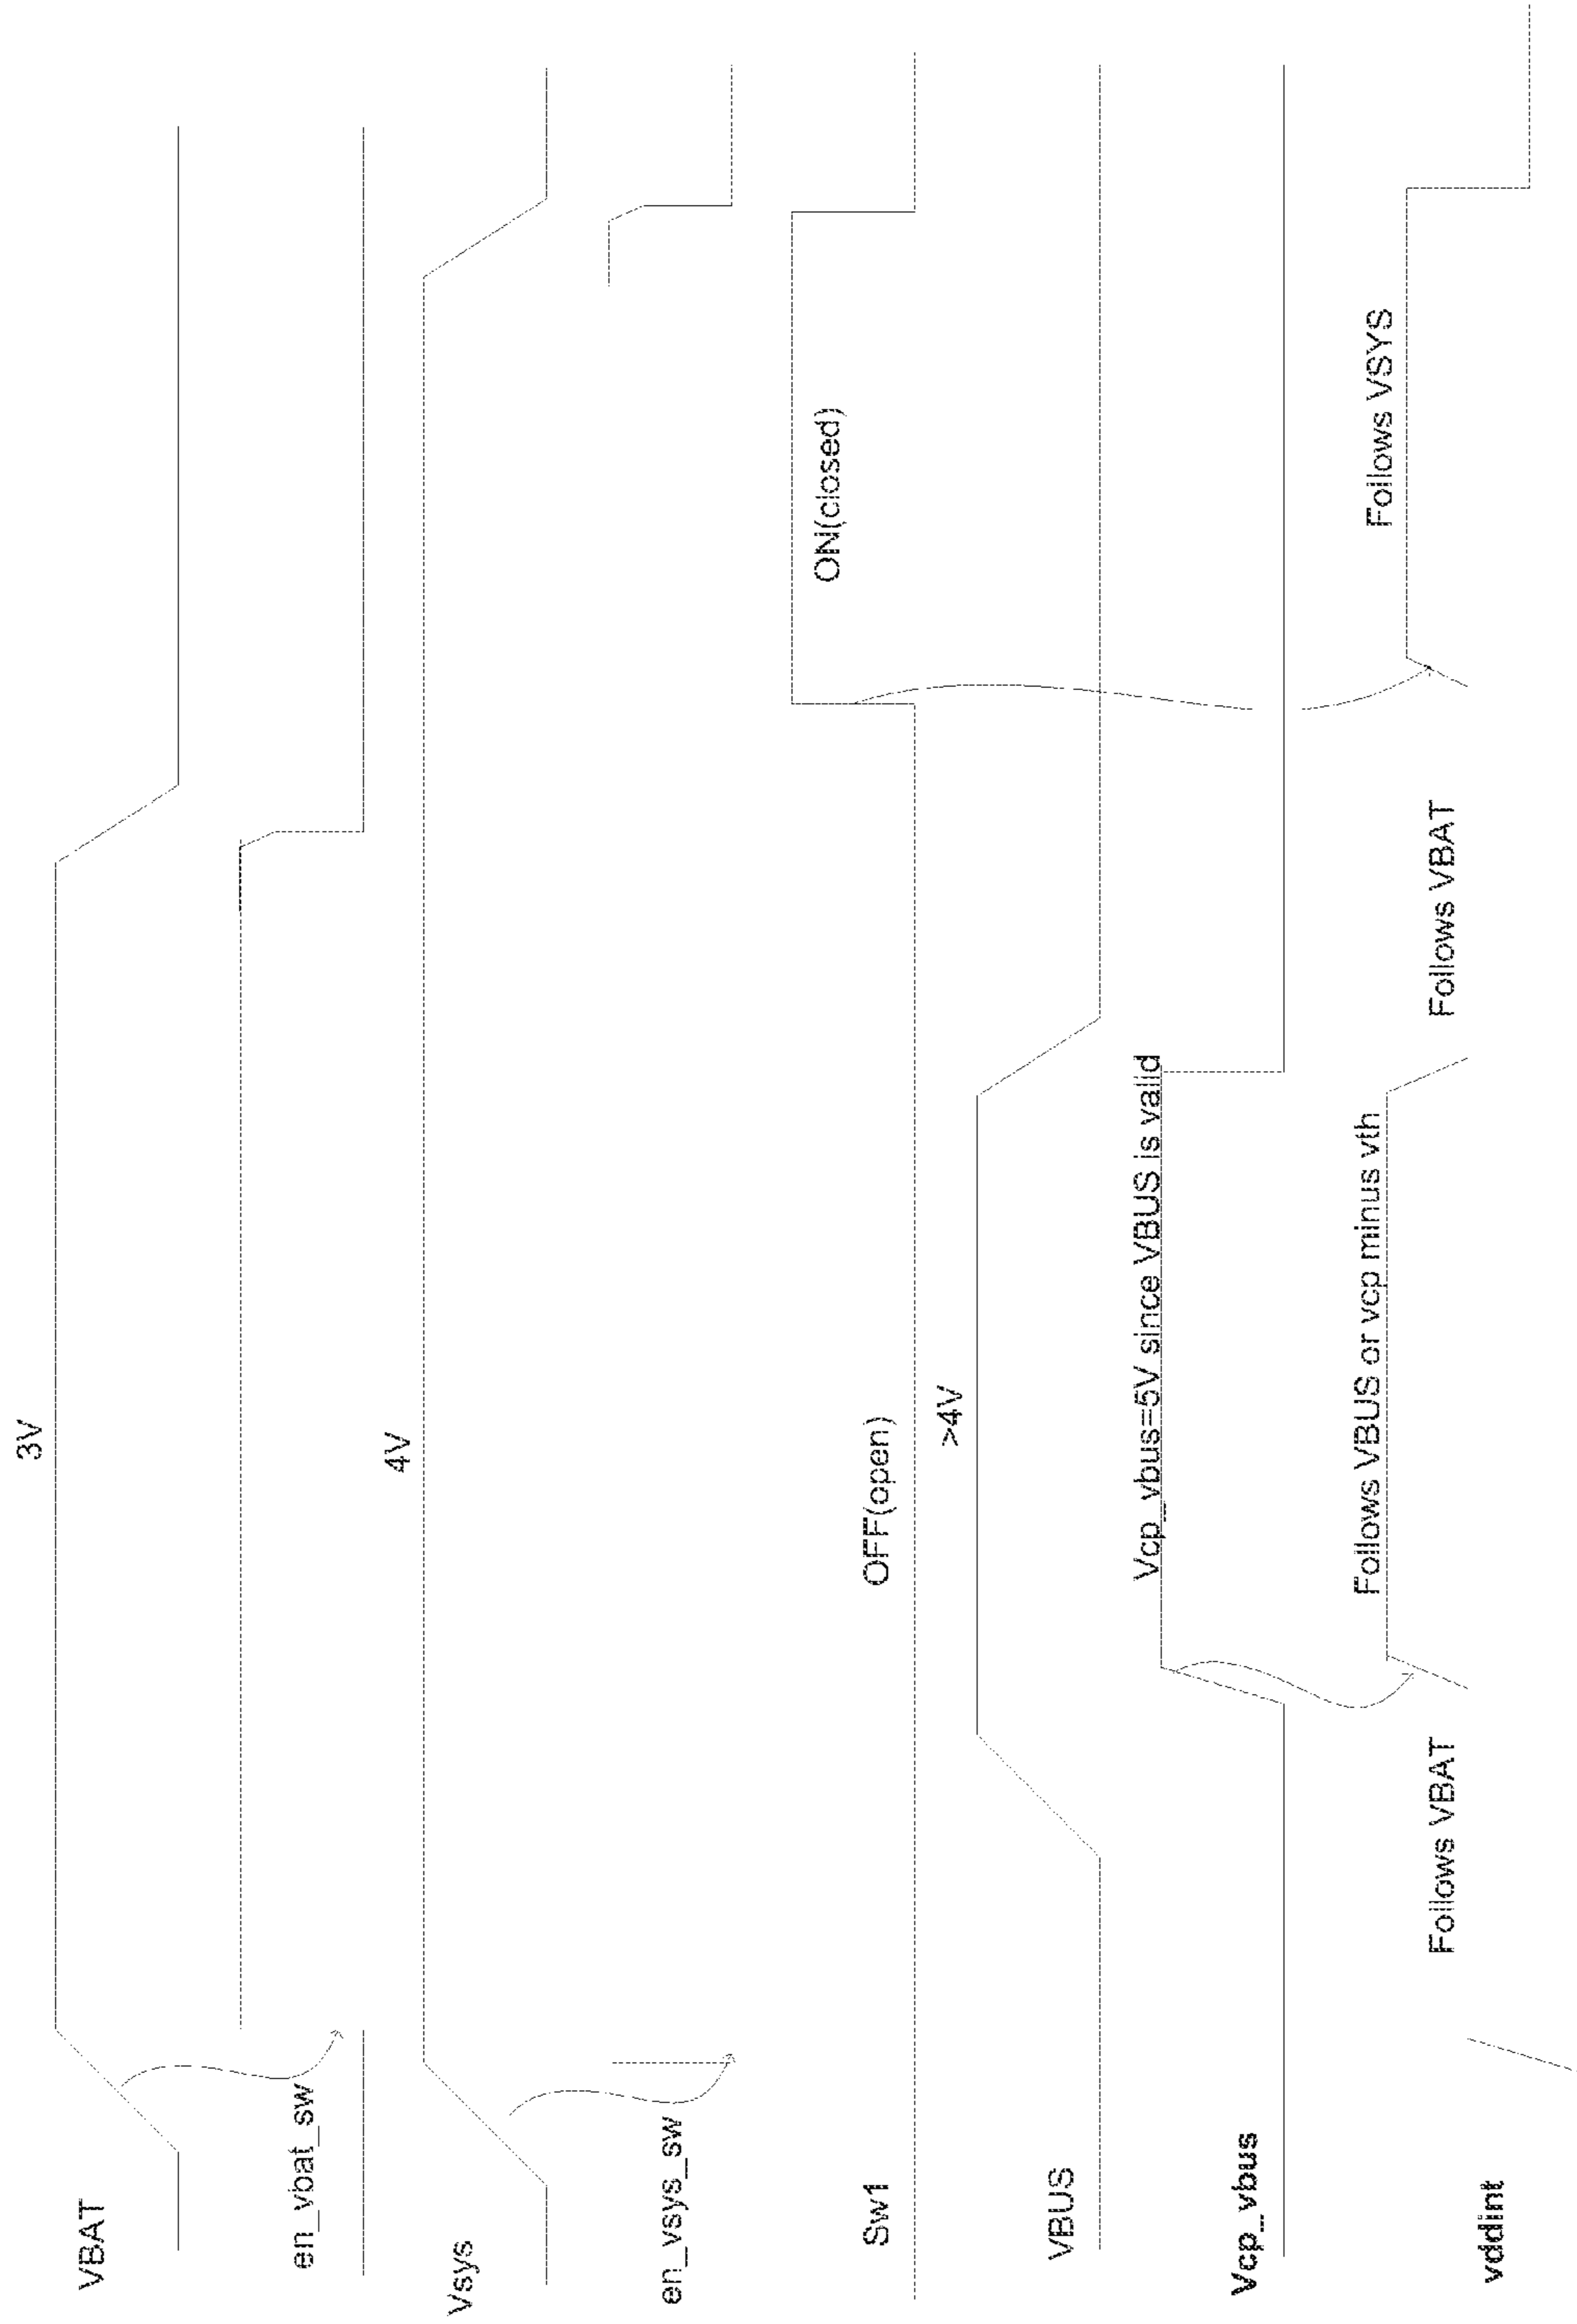 VBAT
3V
en_vbat_sw
Vsys
4V
en_vsys_sw
Sw1
OFF(open)
ON(closed)
VBUS
>4V
Vcp_vbus
Vcp_vbus=5V since VBUS is valid
vddint
Follows VBAT
Follows VBUS or vcp minus vth
Follows VBAT
Follows VSYS